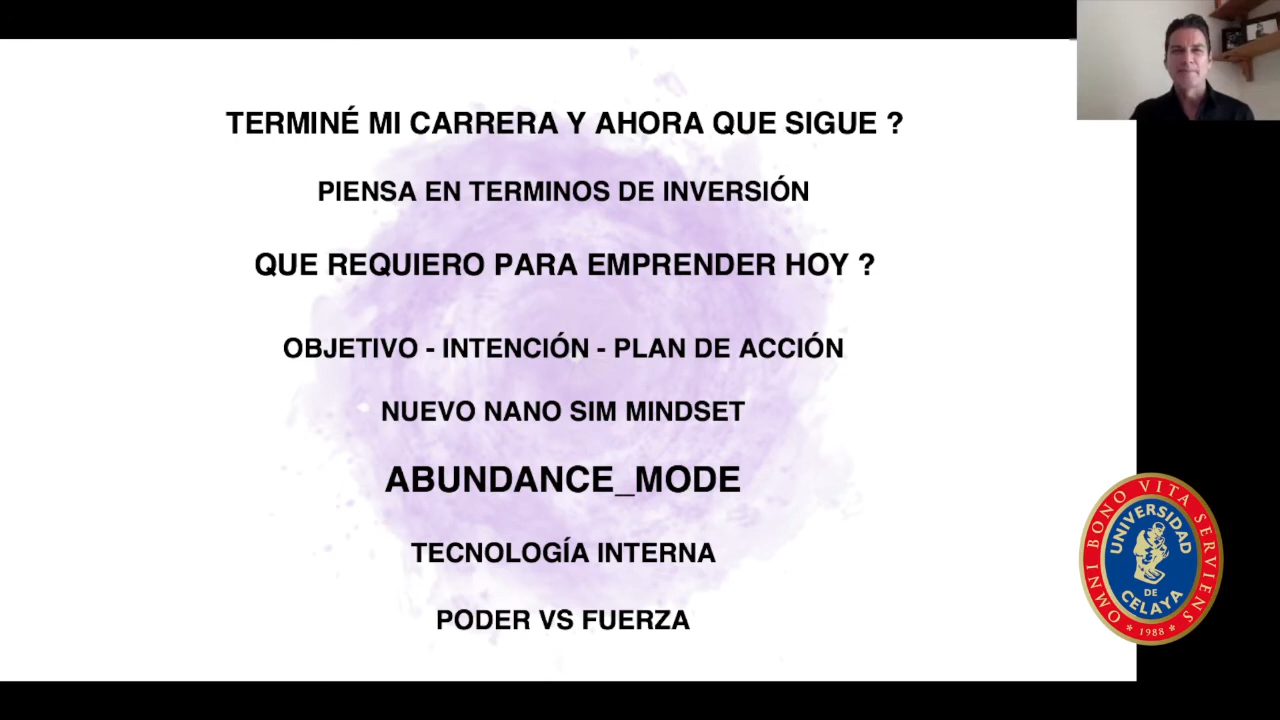 TERMINÉ MI CARRERA Y AHORA QUE SIGUE ?
PIENSA EN TERMINOS DE INVERSIÓN
QUE REQUIERO PARA EMPRENDER HOY ?
OBJETIVO - INTENCIÓN - PLAN DE ACCIÓN
NUEVO NANO SIM MINDSET
ABUNDANCE_MODE
TECNOLOGÍA INTERNA
PODER VS FUERZA
OMNI BONO VITA SERVIENS
UNIVERSIDAD
DE
CELAYA
* 1988 *